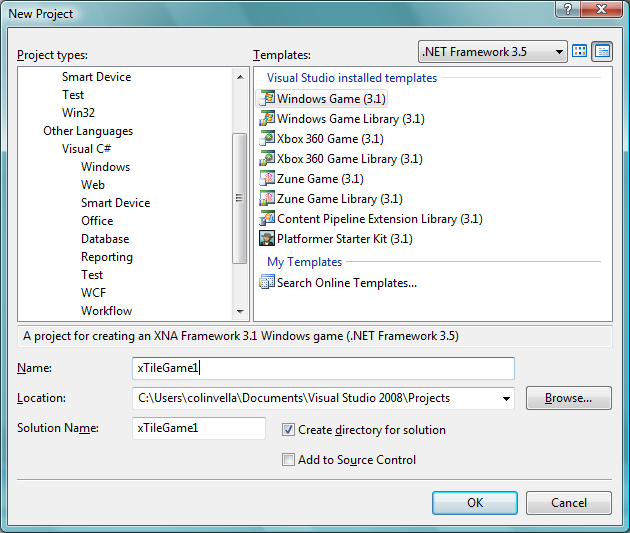 New Project
Project types:
Templates:
.NET Framework 3.5
Smart Device
Test
Win32
Other Languages
Visual C#
Windows
Web
Smart Device
Office
Database
Reporting
Test
WCF
Workflow
Visual Studio installed templates
Windows Game (3.1)
Windows Game Library (3.1)
Xbox 360 Game (3.1)
Xbox 360 Game Library (3.1)
Zune Game (3.1)
Zune Game Library (3.1)
Content Pipeline Extension Library (3.1)
Platformer Starter Kit (3.1)
My Templates
Search Online Templates...
A project for creating an XNA Framework 3.1 Windows game (.NET Framework 3.5)
Name: xTileGame1
Location: C:\Users\colinvella\Documents\Visual Studio 2008\Projects Browse...
Solution Name: xTileGame1 Create directory for solution
Add to Source Control
OK Cancel